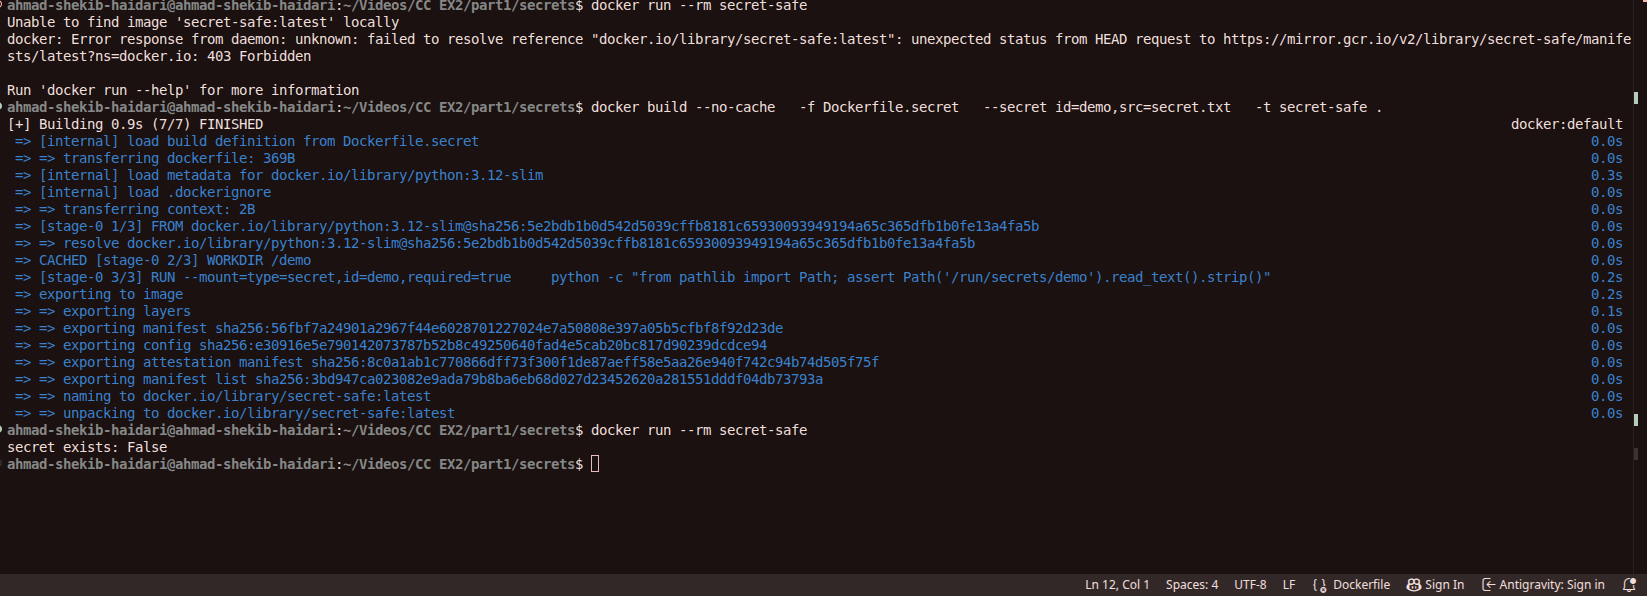 ahmad-shekib-haidari@ahmad-shekib-haidari:~/Videos/CC EX2/part1/secrets$ docker run --rm secret-safe
Unable to find image 'secret-safe:latest' locally
docker: Error response from daemon: unknown: failed to resolve reference "docker.io/library/secret-safe:latest": unexpected status from HEAD request to https://mirror.gcr.io/v2/library/secret-safe/manife
sts/latest?ns=docker.io: 403 Forbidden
Run 'docker run --help' for more information
ahmad-shekib-haidari@ahmad-shekib-haidari:~/Videos/CC EX2/part1/secrets$ docker build --no-cache   -f Dockerfile.secret   --secret id=demo,src=secret.txt   -t secret-safe .
[+] Building 0.9s (7/7) FINISHED docker:default
=> [internal] load build definition from Dockerfile.secret 0.0s
=> => transferring dockerfile: 369B 0.0s
=> [internal] load metadata for docker.io/library/python:3.12-slim 0.3s
=> [internal] load .dockerignore 0.0s
=> => transferring context: 2B 0.0s
=> [stage-0 1/3] FROM docker.io/library/python:3.12-slim@sha256:5e2bdb1b0d542d5039cffb8181c65930093949194a65c365dfb1b0fe13a4fa5b 0.0s
=> => resolve docker.io/library/python:3.12-slim@sha256:5e2bdb1b0d542d5039cffb8181c65930093949194a65c365dfb1b0fe13a4fa5b 0.0s
=> CACHED [stage-0 2/3] WORKDIR /demo 0.0s
=> [stage-0 3/3] RUN --mount=type=secret,id=demo,required=true     python -c "from pathlib import Path; assert Path('/run/secrets/demo').read_text().strip()" 0.2s
=> exporting to image 0.2s
=> => exporting layers 0.1s
=> => exporting manifest sha256:56fbf7a24901a2967f44e6028701227024e7a50808e397a05b5cfbf8f92d23de 0.0s
=> => exporting config sha256:e30916e5e790142073787b52b8c49250640fad4e5cab20bc817d90239dcdce94 0.0s
=> => exporting attestation manifest sha256:8c0a1ab1c770866dff73f300f1de87aeff58e5aa26e940f742c94b74d505f75f 0.0s
=> => exporting manifest list sha256:3bd947ca023082e9ada79b8ba6eb68d027d23452620a281551dddf04db73793a 0.0s
=> => naming to docker.io/library/secret-safe:latest 0.0s
=> => unpacking to docker.io/library/secret-safe:latest 0.0s
ahmad-shekib-haidari@ahmad-shekib-haidari:~/Videos/CC EX2/part1/secrets$ docker run --rm secret-safe
secret exists: False
ahmad-shekib-haidari@ahmad-shekib-haidari:~/Videos/CC EX2/part1/secrets$
Ln 12, Col 1 Spaces: 4 UTF-8 LF Dockerfile Sign In Antigravity: Sign in